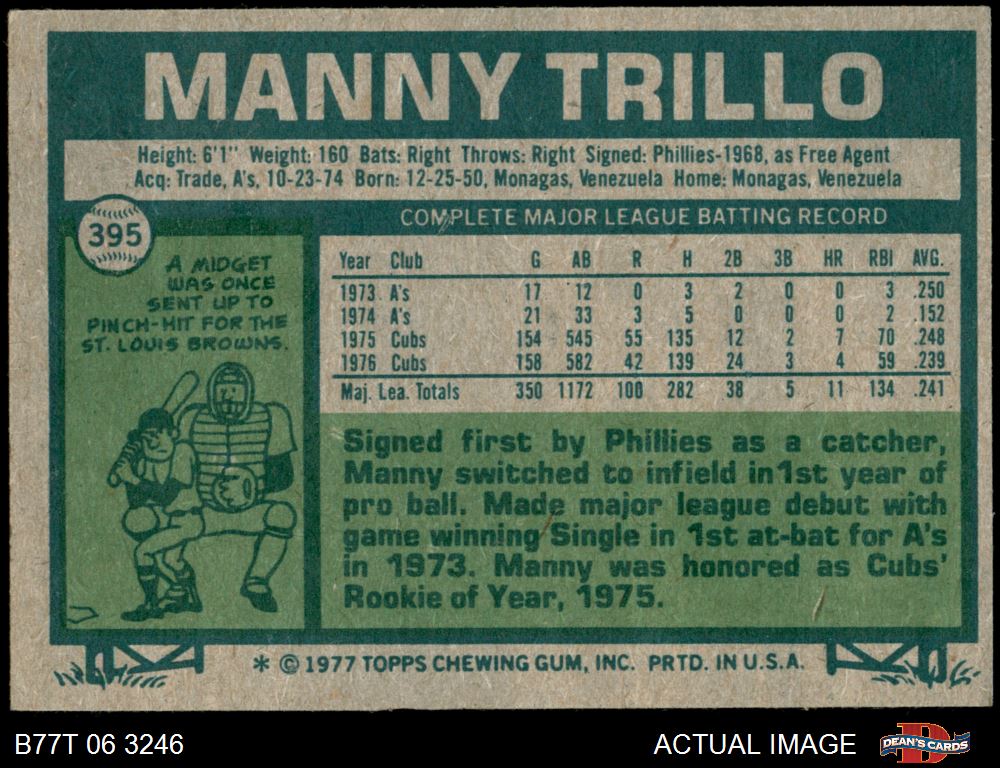 MANNY TRILLO
Height: 6'1" Weight: 160 Bats: Right Throws: Right Signed: Phillies-1968, as Free Agent
Acq: Trade, A's, 10-23-74 Born: 12-25-50, Monagas, Venezuela Home: Monagas, Venezuela
395
A MIDGET
WAS ONCE
SENT UP TO
PINCH-HIT FOR THE
ST. LOUIS BROWNS.
COMPLETE MAJOR LEAGUE BATTING RECORD
Year Club G AB R H 2B 3B HR RBI AVG.
1973 A's 17 12 0 3 2 0 0 3 .250
1974 A's 21 33 3 5 0 0 0 2 .152
1975 Cubs 154 545 55 135 12 2 7 70 .248
1976 Cubs 158 582 42 139 24 3 4 59 .239
Maj. Lea. Totals 350 1172 100 282 38 5 11 134 .241
Signed first by Phillies as a catcher,
Manny switched to infield in 1st year of
pro ball. Made major league debut with
game winning Single in 1st at-bat for A's
in 1973. Manny was honored as Cubs'
Rookie of Year, 1975.
* © 1977 TOPPS CHEWING GUM, INC. PRTD. IN U.S.A.
B77T 06 3246
ACTUAL IMAGE
DEAN'S CARDS